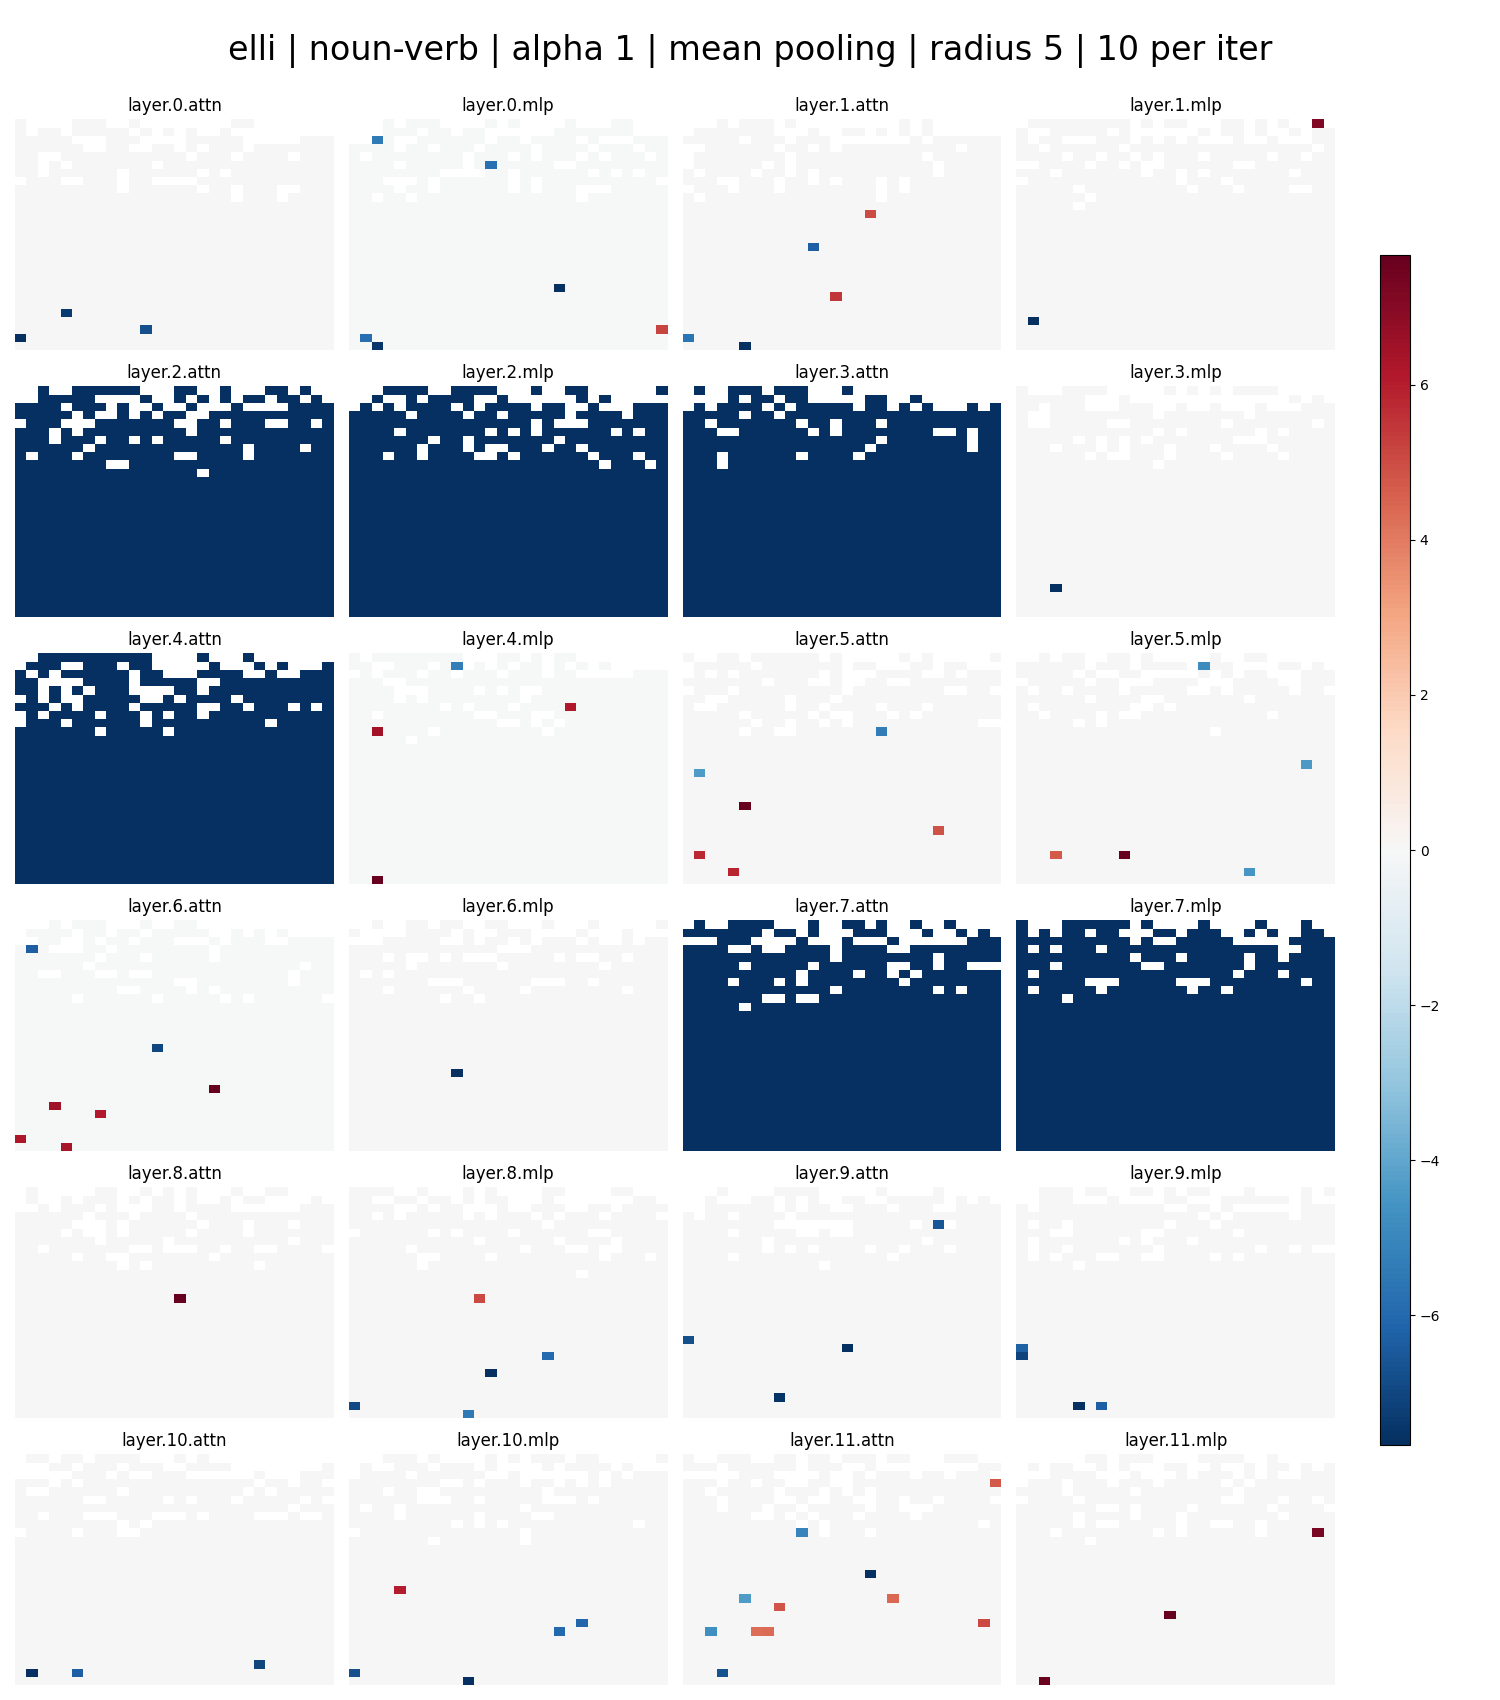 elli | noun-verb | alpha 1 | mean pooling | radius 5 | 10 per iter
layer.0.attn
layer.0.mlp
layer.1.attn
layer.1.mlp
layer.2.attn
layer.2.mlp
layer.3.attn
layer.3.mlp
layer.4.attn
layer.4.mlp
layer.5.attn
layer.5.mlp
layer.6.attn
layer.6.mlp
layer.7.attn
layer.7.mlp
layer.8.attn
layer.8.mlp
layer.9.attn
layer.9.mlp
layer.10.attn
layer.10.mlp
layer.11.attn
layer.11.mlp
6
4
2
0
−2
−4
−6